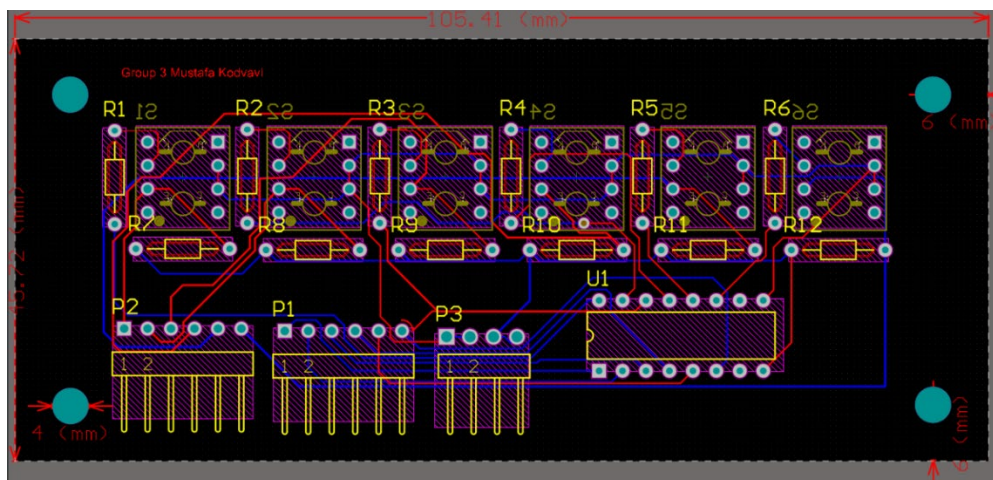 105.41 (mm)
Group 3 Mustafa Kodvavi
R1 S1 R2 S2 R3 S3 R4 S4 R5 S5 R6 S6
6 (mm
R7 R8 R9 R10 R11 R12
45.72 (mm)
U1
P2 P1 P3
1 2 1 2 1 2
4 (mm)
6 (mm)